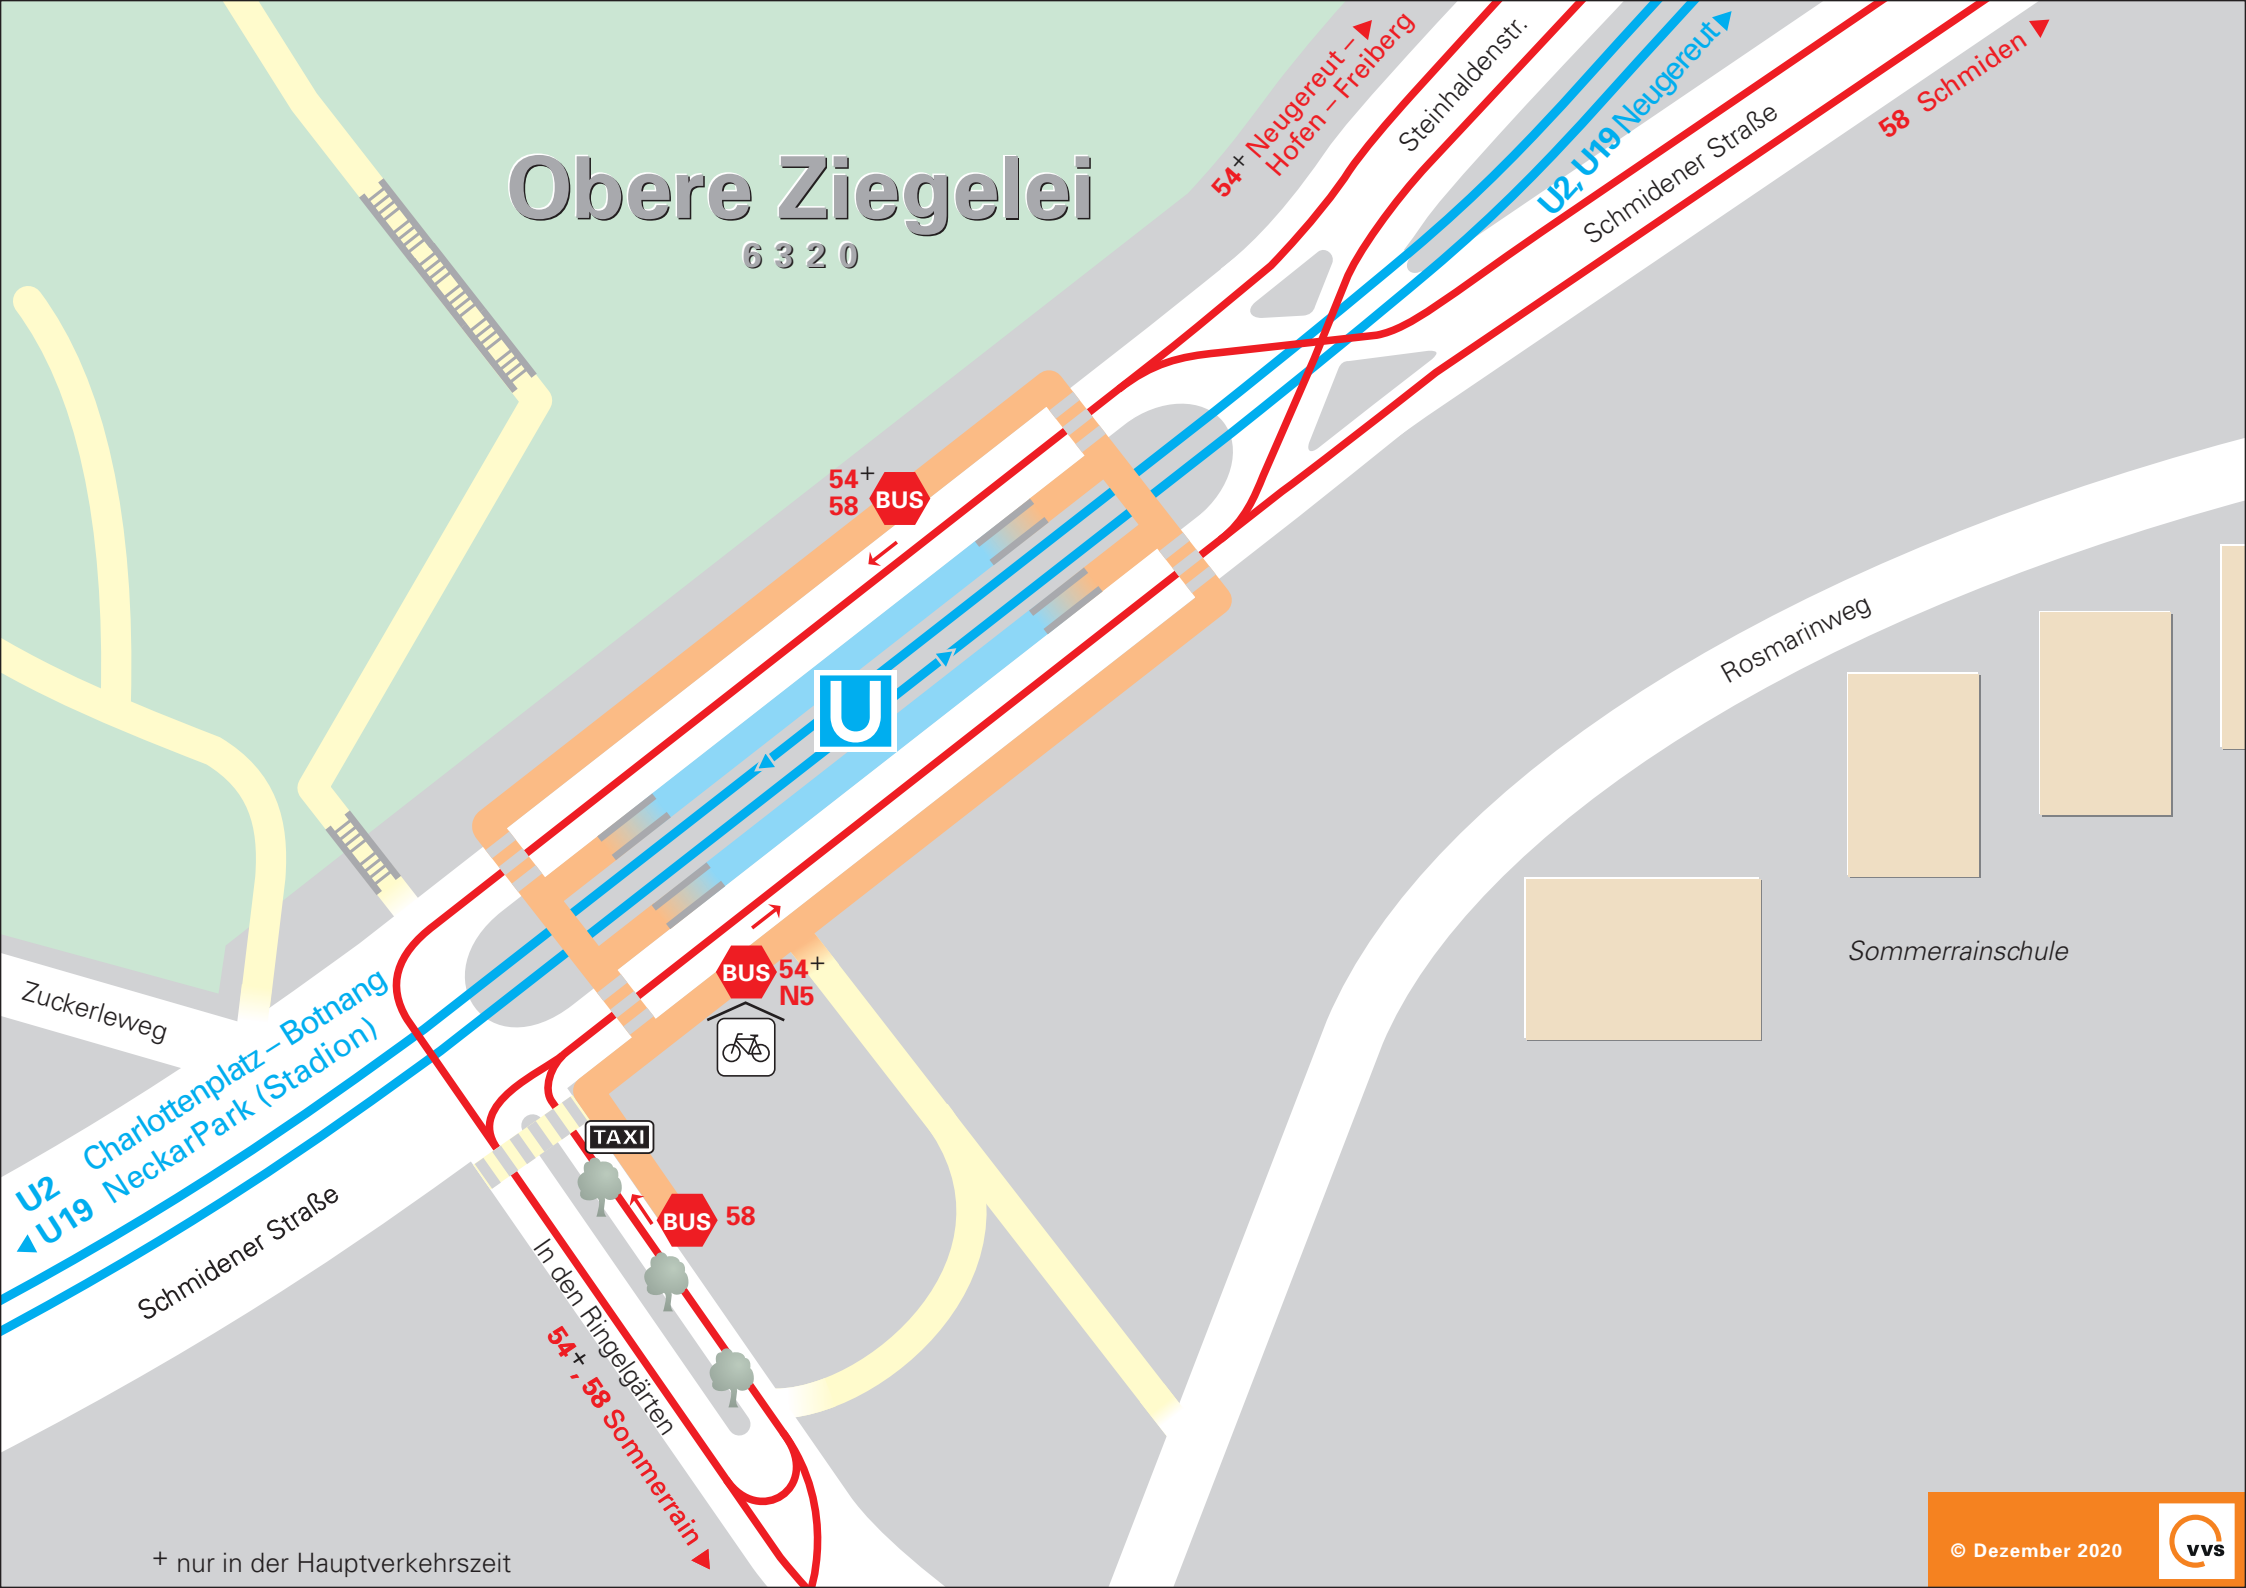 Obere Ziegelei
6320
54+ Neugereut –
Hofen – Freiberg
Steinhaldenstr.
U2, U19 Neugereut
Schmidener Straße
58 Schmiden
54+
58
BUS
U
Rosmarinweg
Sommerrainschule
BUS
54+
N5
TAXI
BUS
58
Zuckerleweg
U2 Charlottenplatz – Botnang
U19 NeckarPark (Stadion)
Schmidener Straße
In den Ringelgärten
54+, 58 Sommerrain
+ nur in der Hauptverkehrszeit
© Dezember 2020
vvs